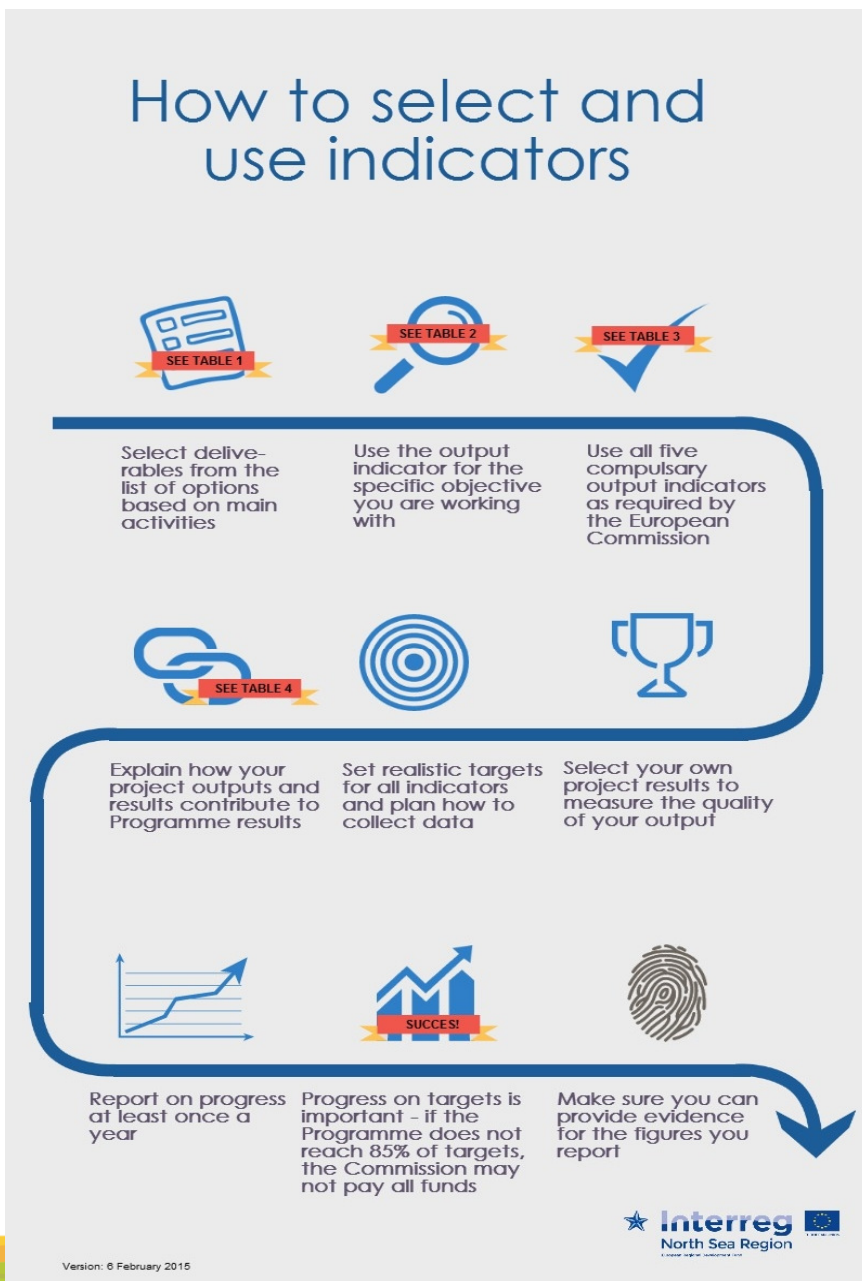 How to select and
use indicators
SEE TABLE 1
Select delive-
rables from the
list of options
based on main
activities
SEE TABLE 2
Use the output
indicator for the
specific objective
you are working
with
SEE TABLE 3
Use all five
compulsary
output indicators
as required by
the European
Commission
Select your own
project results to
measure the quality
of your output
Set realistic targets
for all indicators
and plan how to
collect data
SEE TABLE 4
Explain how your
project outputs and
results contribute to
Programme results
Report on progress
at least once a
year
SUCCES!
Progress on targets is
important - if the
Programme does not
reach 85% of targets,
the Commission may
not pay all funds
Make sure you can
provide evidence
for the figures you
report
Interreg
North Sea Region
Version: 6 February 2015